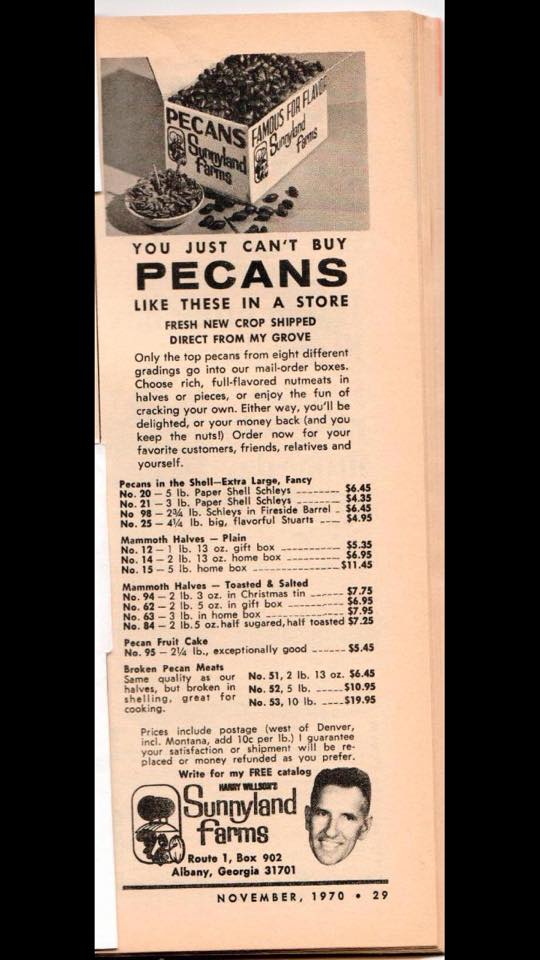 PECANS
Sunnyland
Farms
FAMOUS FOR FLAVOR
Sunnyland
Farms
YOU JUST CAN'T BUY
PECANS
LIKE THESE IN A STORE
FRESH NEW CROP SHIPPED
DIRECT FROM MY GROVE
Only the top pecans from eight different
gradings go into our mail-order boxes.
Choose rich, full-flavored nutmeats in
halves or pieces, or enjoy the fun of
cracking your own. Either way, you'll be
delighted, or your money back (and you
keep the nuts!) Order now for your
favorite customers, friends, relatives and
yourself.
Pecans in the Shell—Extra Large, Fancy
No. 20 — 5 lb. Paper Shell Schleys -------- $6.45
No. 21 — 3 lb. Paper Shell Schleys -------- $4.35
No 98 — 2¾ lb. Schleys in Fireside Barrel - $6.45
No. 25 — 4¼ lb. big, flavorful Stuarts ---- $4.95
Mammoth Halves — Plain
No. 12 — 1 lb. 13 oz. gift box ------------ $5.35
No. 14 — 2 lb. 13 oz. home box ---------- $6.95
No. 15 — 5 lb. home box ----------------$11.45
Mammoth Halves — Toasted & Salted
No. 94 — 2 lb. 3 oz. in Christmas tin ------ $7.75
No. 62 — 2 lb. 5 oz. in gift box ---------- $6.95
No. 63 — 3 lb. in home box ------------- $7.95
No. 84 — 2 lb. 5 oz. half sugared, half toasted $7.25
Pecan Fruit Cake
No. 95 — 2¼ lb., exceptionally good ------ $5.45
Broken Pecan Meats
Same quality as our
halves, but broken in
shelling, great for
cooking.
No. 51, 2 lb. 13 oz. $6.45
No. 52, 5 lb. -----$10.95
No. 53, 10 lb. ----$19.95
Prices include postage (west of Denver,
incl. Montana, add 10c per lb.) I guarantee
your satisfaction or shipment will be re-
placed or money refunded as you prefer.
Write for my FREE catalog
HARRY WILLSON'S
Sunnyland
Farms
Route 1, Box 902
Albany, Georgia 31701
NOVEMBER, 1970 • 29